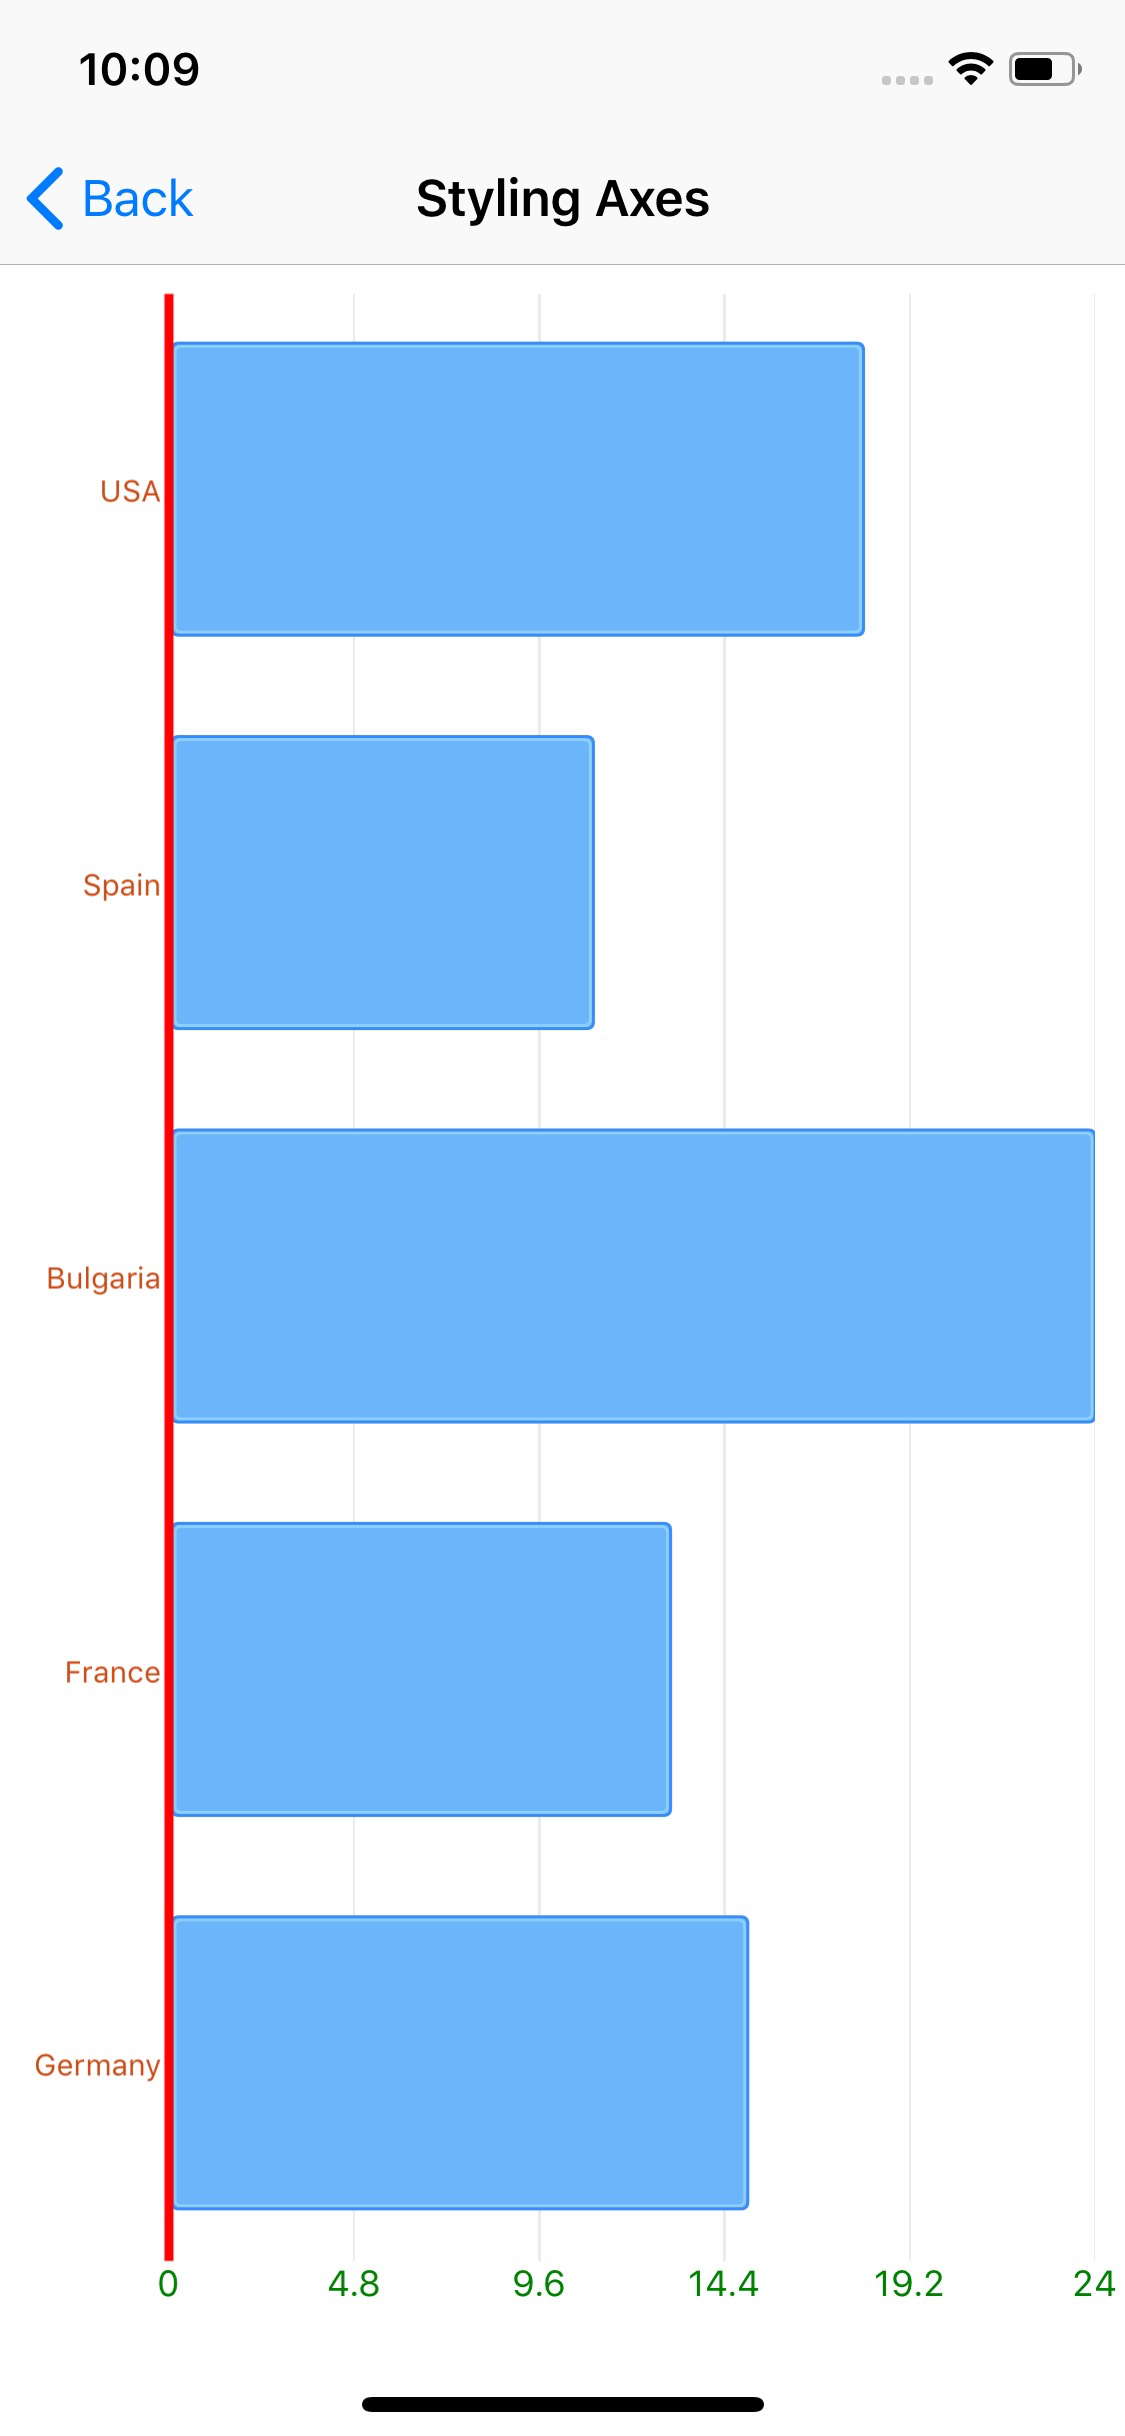 10:09
Back
Styling Axes
USA
Spain
Bulgaria
France
Germany
0 4.8 9.6 14.4 19.2 24